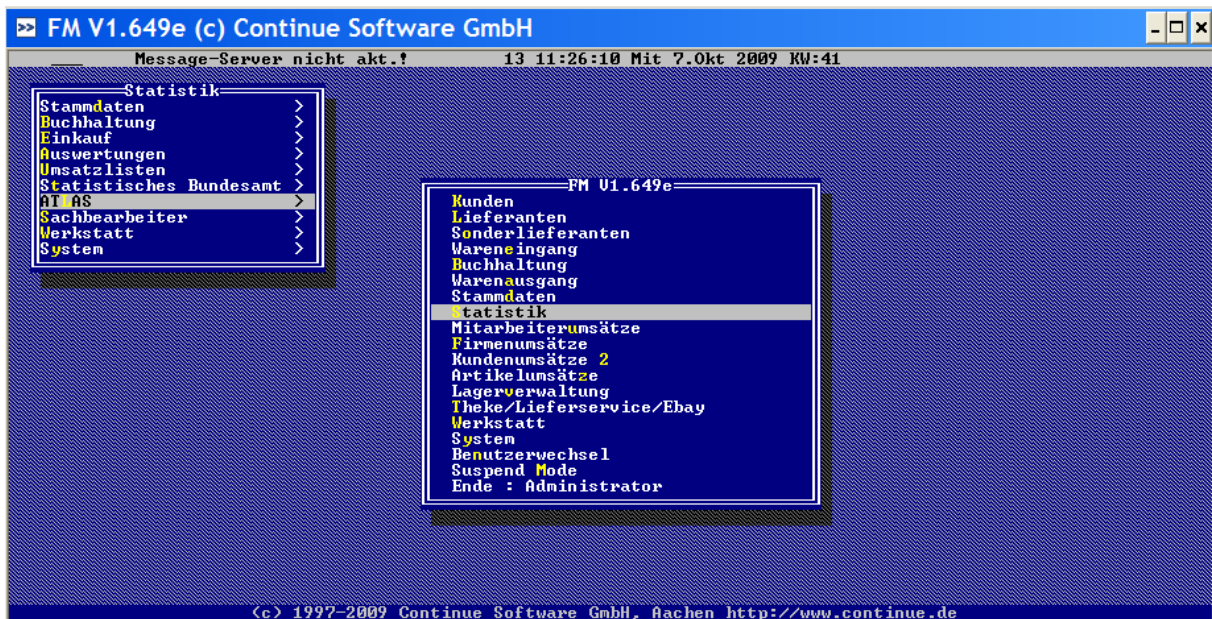 FM V1.649e (c) Continue Software GmbH
___ Message-Server nicht akt.! 13 11:26:10 Mit 7.Okt 2009 KW:41
Statistik
Stammdaten >
Buchhaltung >
Einkauf >
Auswertungen >
Umsatzlisten >
Statistisches Bundesamt >
ATLAS >
Sachbearbeiter >
Werkstatt >
System >
FM V1.649e
Kunden
Lieferanten
Sonderlieferanten
Wareneingang
Buchhaltung
Warenausgang
Stammdaten
Statistik
Mitarbeiterumsätze
Firmenumsätze
Kundenumsätze 2
Artikelumsätze
Lagerverwaltung
Theke/Lieferservice/Ebay
Werkstatt
System
Benutzerwechsel
Suspend Mode
Ende : Administrator
(c) 1997-2009 Continue Software GmbH, Aachen http://www.continue.de